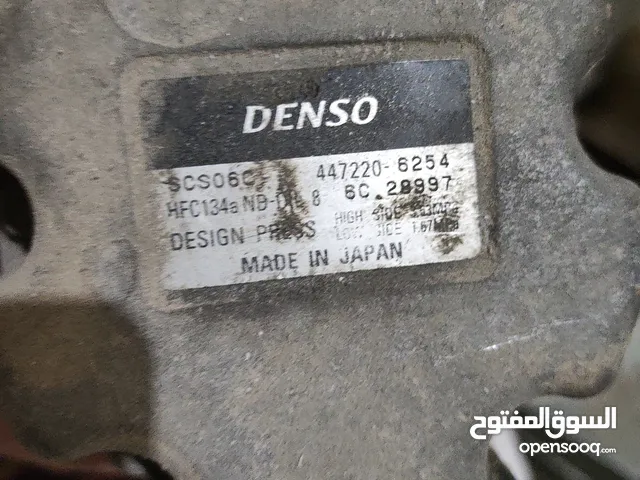 DENSO
SCS06C 447220-6254
HFC134a ND-OIL 8 6C 28997
DESIGN PRESS HIGH SIDE
LOW SIDE
MADE IN JAPAN
السوق المفتوح
opensooq.com